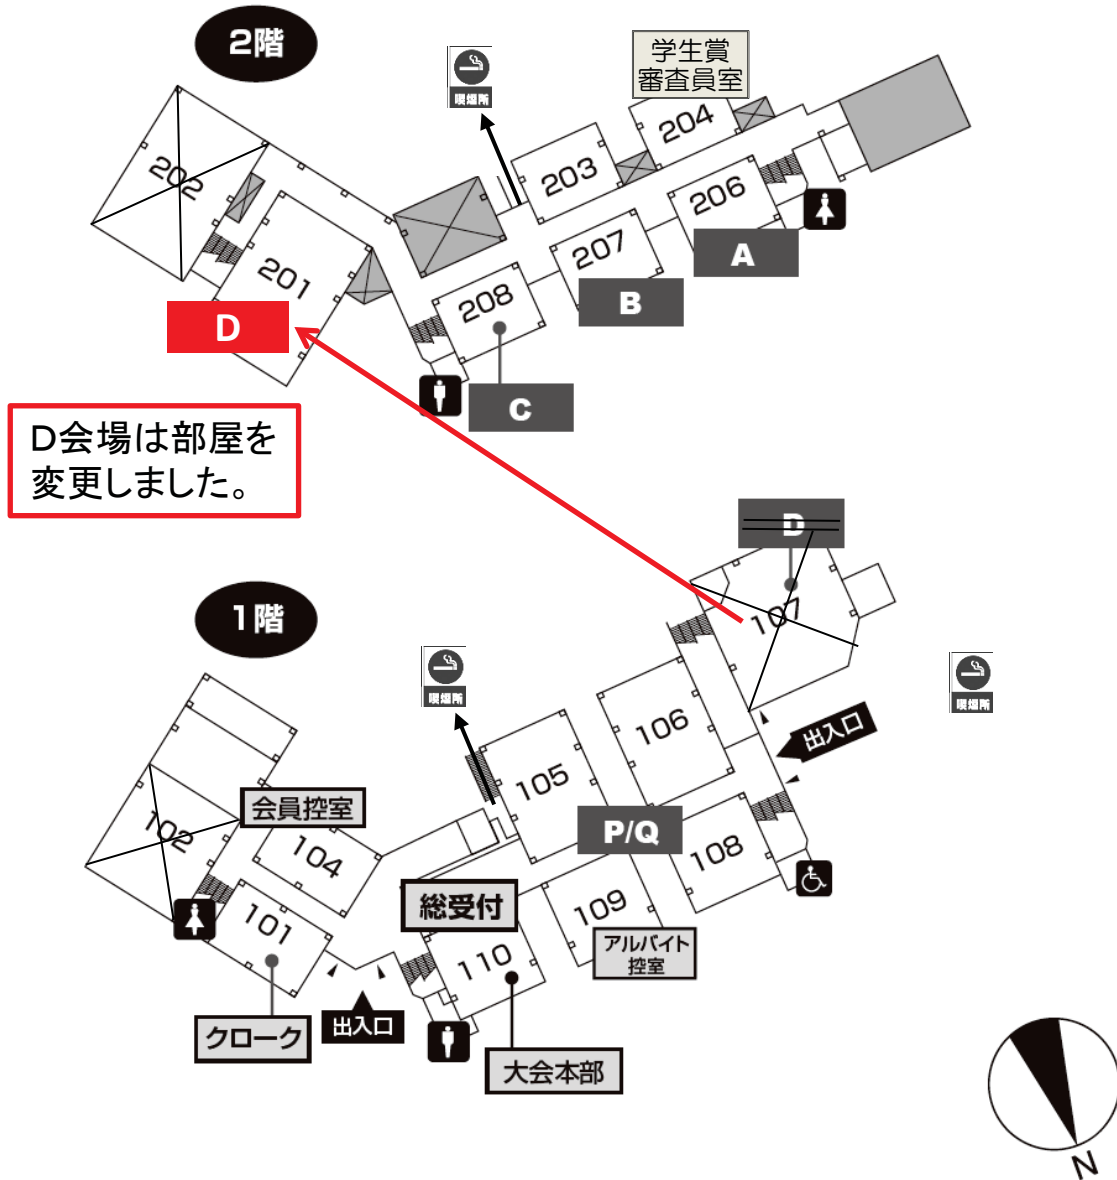 2階
喫煙所
学生賞
審査員室
204
203
202
206
207
201
208
A
B
D
C
D会場は部屋を
変更しました。
D
107
1階
喫煙所
喫煙所
106
出入口
105
会員控室
102
104
P/Q
108
総受付
109
101
アルバイト
控室
110
クローク
出入口
大会本部
N